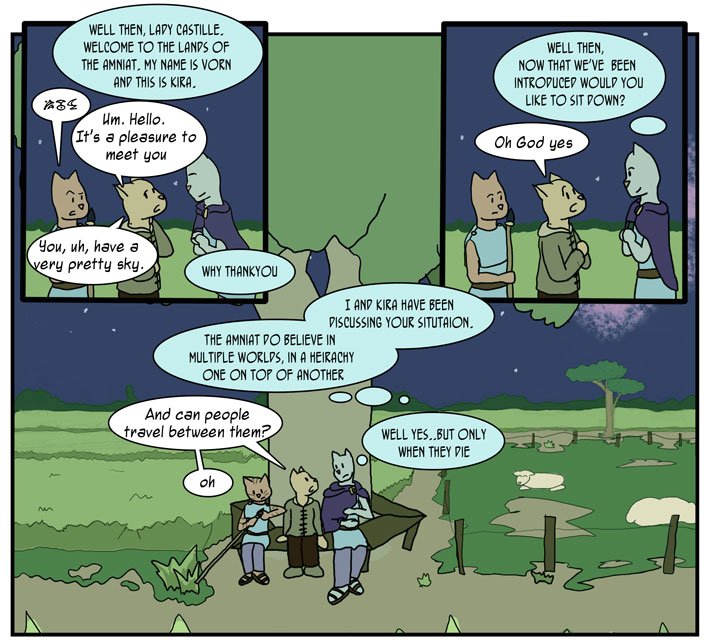 WELL THEN, LADY CASTILLE.
WELCOME TO THE LANDS OF
THE AMNIAT. MY NAME IS VORN
AND THIS IS KIRA.
Um. Hello.
It's a pleasure to
meet you
You, uh, have a
very pretty sky.
WHY THANKYOU
WELL THEN,
NOW THAT WE'VE BEEN
INTRODUCED WOULD YOU
LIKE TO SIT DOWN?
Oh God yes
I AND KIRA HAVE BEEN
DISCUSSING YOUR SITUTAION.
THE AMNIAT DO BELIEVE IN
MULTIPLE WORLDS, IN A HEIRACHY
ONE ON TOP OF ANOTHER
And can people
travel between them?
WELL YES..BUT ONLY
WHEN THEY DIE
oh